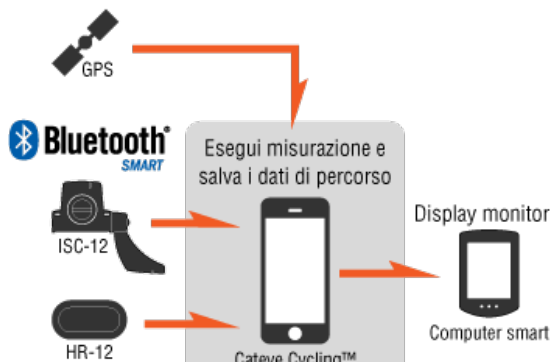 GPS
Bluetooth®
SMART
Esegui misurazione e
salva i dati di percorso
ISC-12
Display monitor
HR-12
Computer smart
Cateye Cycling™